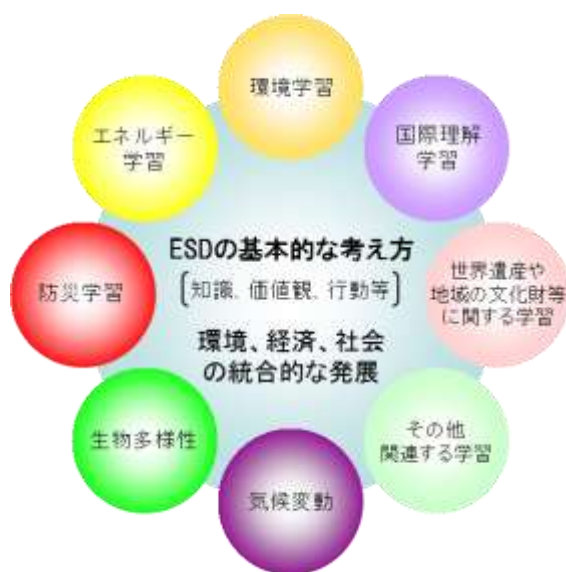 環境学習
国際理解
学習
世界遺産や
地域の文化財等
に関する学習
その他
関連する学習
気候変動
生物多様性
防災学習
エネルギー
学習
ESDの基本的な考え方
[知識、価値観、行動等]
環境、経済、社会
の統合的な発展